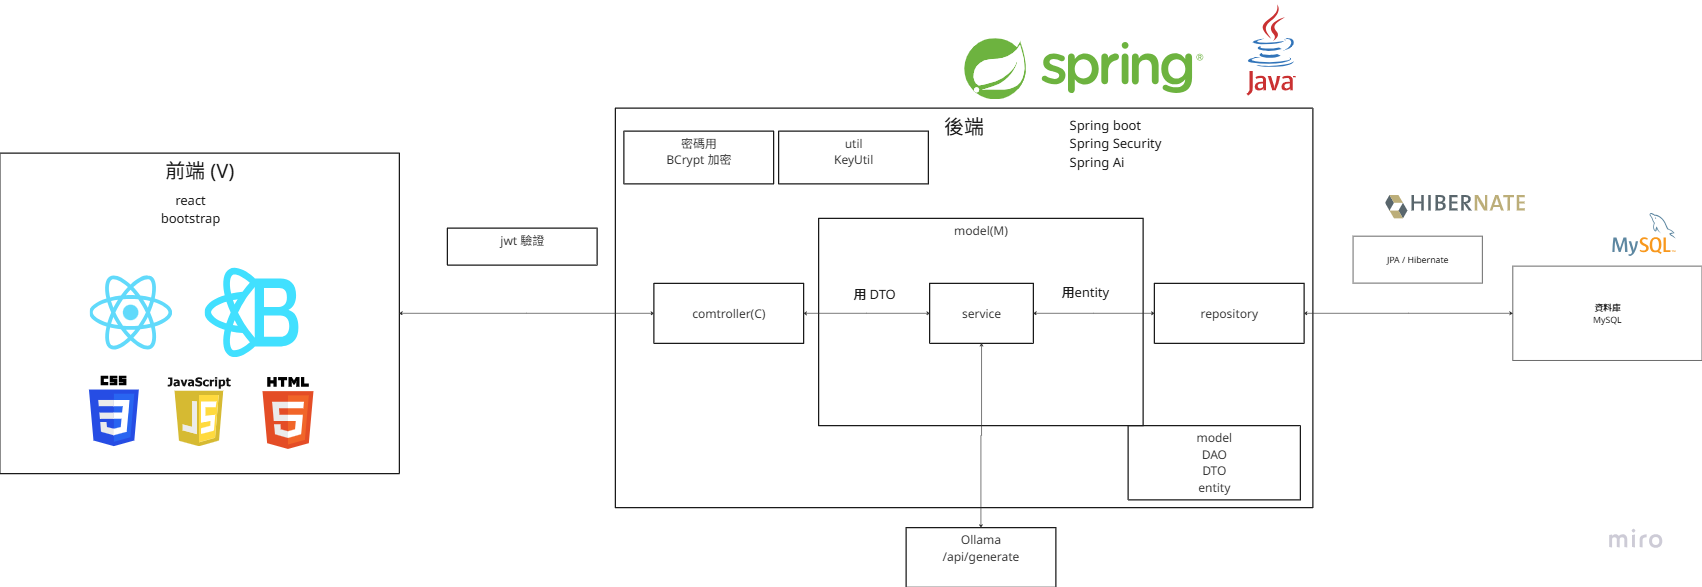 spring
Java
前端 (V)
react
bootstrap
CSS
JavaScript
JS
HTML
jwt 驗證
後端
Spring boot
Spring Security
Spring Ai
密碼用
BCrypt 加密
util
KeyUtil
model(M)
comtroller(C)
用 DTO
service
用entity
repository
model
DAO
DTO
entity
Ollama
/api/generate
HIBERNATE
JPA / Hibernate
MySQL
資料庫
MySQL
miro